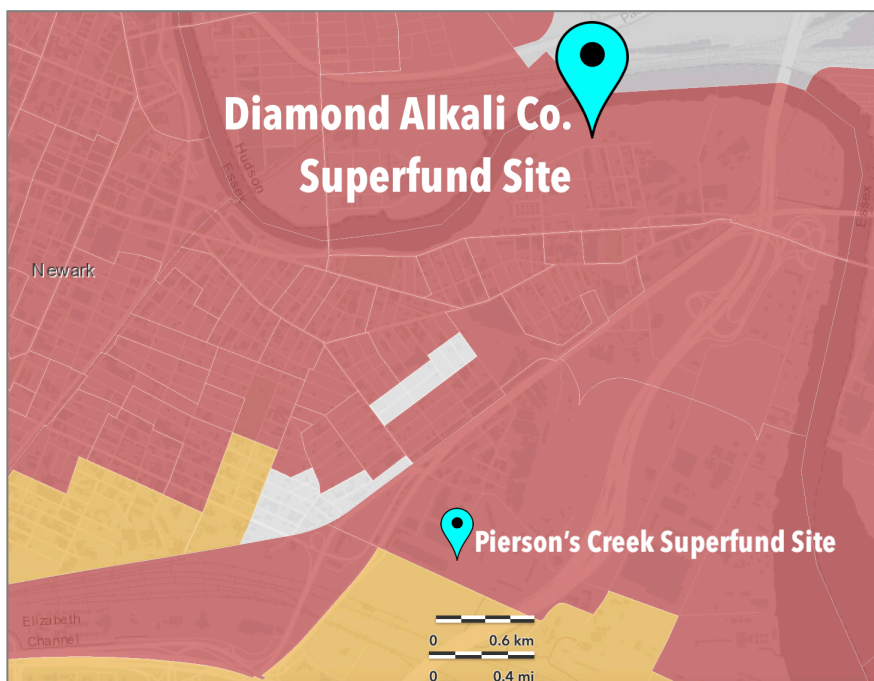 Pa
Diamond Alkali Co.
Superfund Site
Hudson
Essex
Essex
Newark
Pierson's Creek Superfund Site
Elizabeth
Channel
0 0.6 km
0 0.4 mi